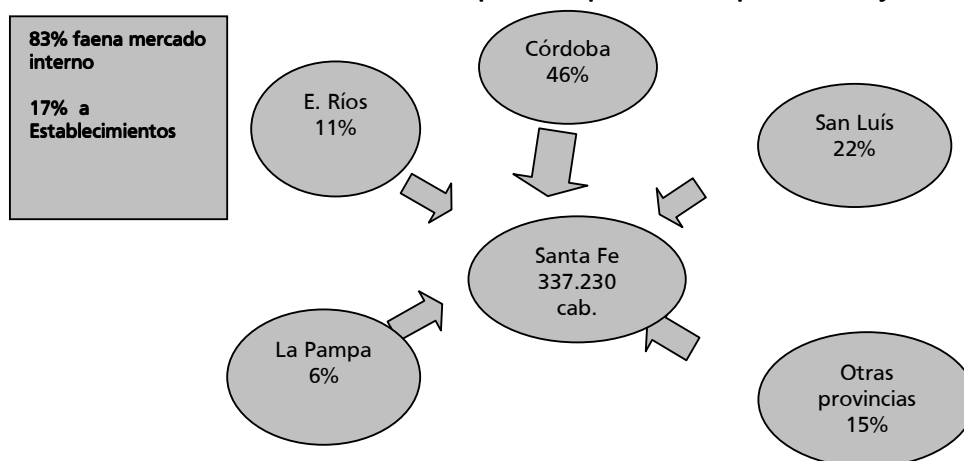 83% faena mercado
interno
17% a
Establecimientos
Córdoba
46%
E. Ríos
11%
San Luís
22%
Santa Fe
337.230
cab.
La Pampa
6%
Otras
provincias
15%